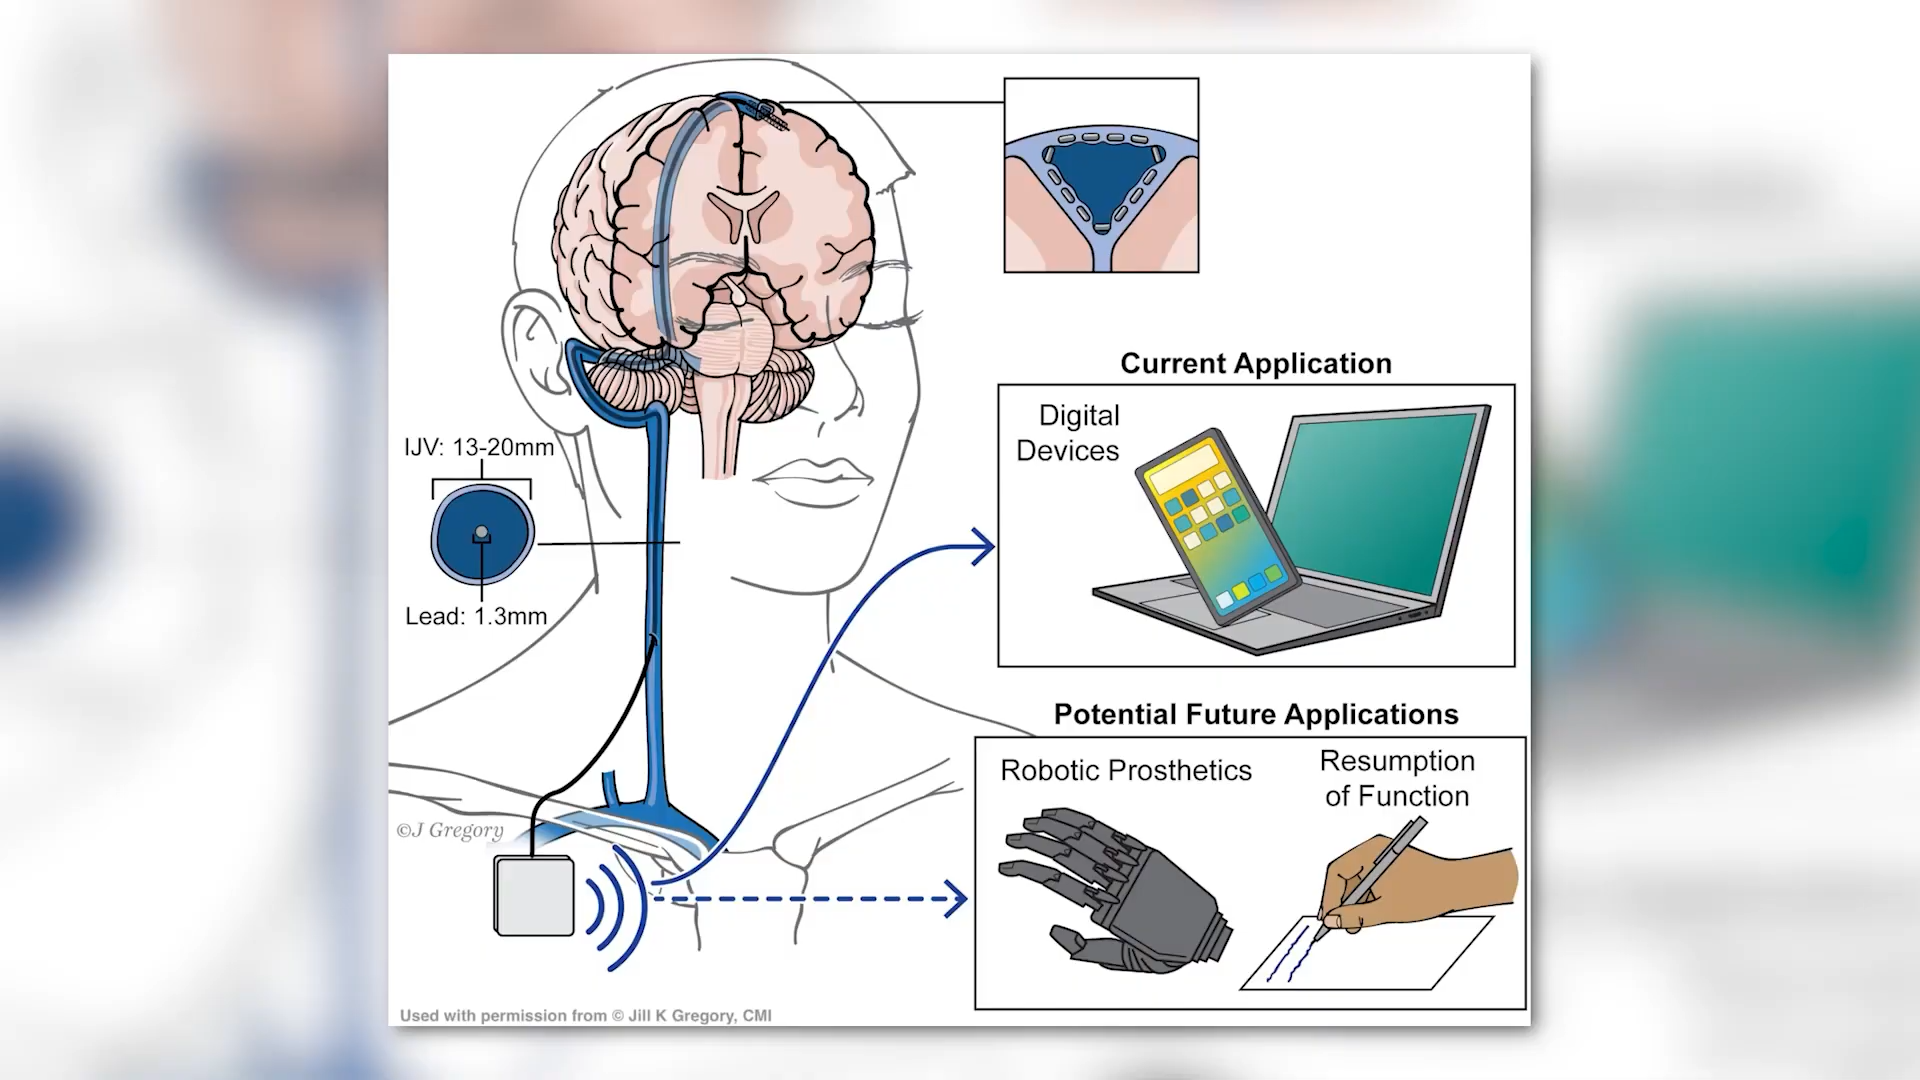 IJV: 13-20mm
Lead: 1.3mm
Current Application
Digital
Devices
Potential Future Applications
Robotic Prosthetics
Resumption
of Function
©J Gregory
Used with permission from © Jill K Gregory, CMI